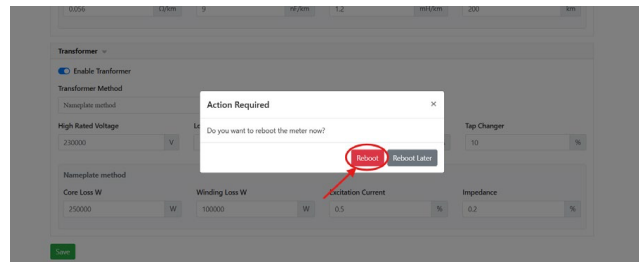 0.056 Ω/km 9 nF/km 1.2 mH/km 200 km
Transformer
Enable Tranformer
Transformer Method
Nameplate method
Action Required ×
Do you want to reboot the meter now?
Reboot Reboot Later
High Rated Voltage Lo Tap Changer
230000 V 10 %
Nameplate method
Core Loss W Winding Loss W Excitation Current Impedance
250000 W 100000 W 0.5 % 0.2 %
Save